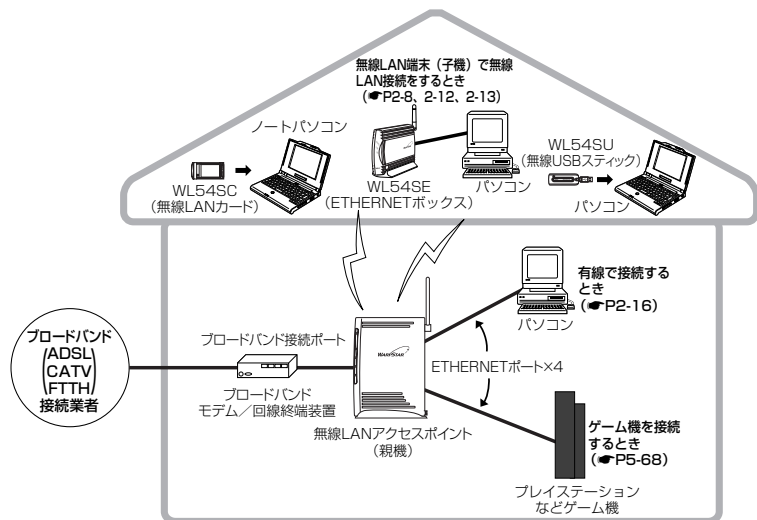 無線LAN端末（子機）で無線
LAN接続をするとき
（☛P2-8、2-12、2-13）
ノートパソコン
WL54SC
（無線LANカード）
WL54SE
（ETHERNETボックス）
パソコン
WL54SU
（無線USBスティック）
パソコン
有線で接続する
とき
（☛P2-16）
パソコン
ブロードバンド
ADSL
CATV
FTTH
接続業者
ブロードバンド接続ポート
ブロードバンド
モデム／回線終端装置
WARPSTAR
ETHERNETポート×4
無線LANアクセスポイント
（親機）
ゲーム機を接続
するとき
（☛P5-68）
プレイステーション
などゲーム機